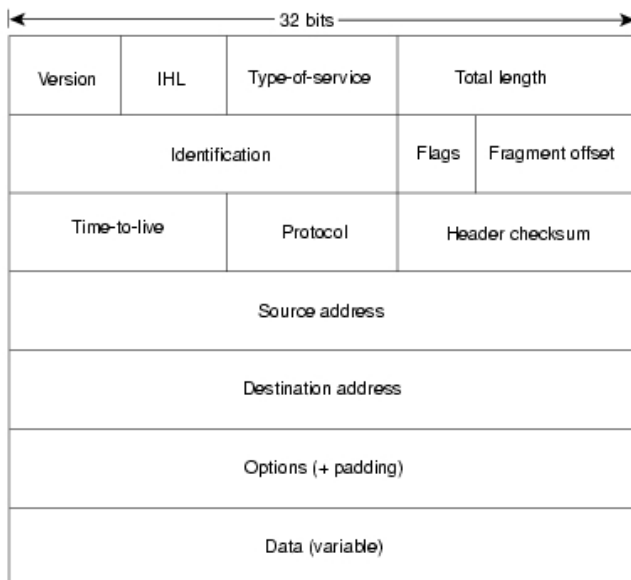 32 bits
Version IHL Type-of-service Total length
Identification Flags Fragment offset
Time-to-live Protocol Header checksum
Source address
Destination address
Options (+ padding)
Data (variable)